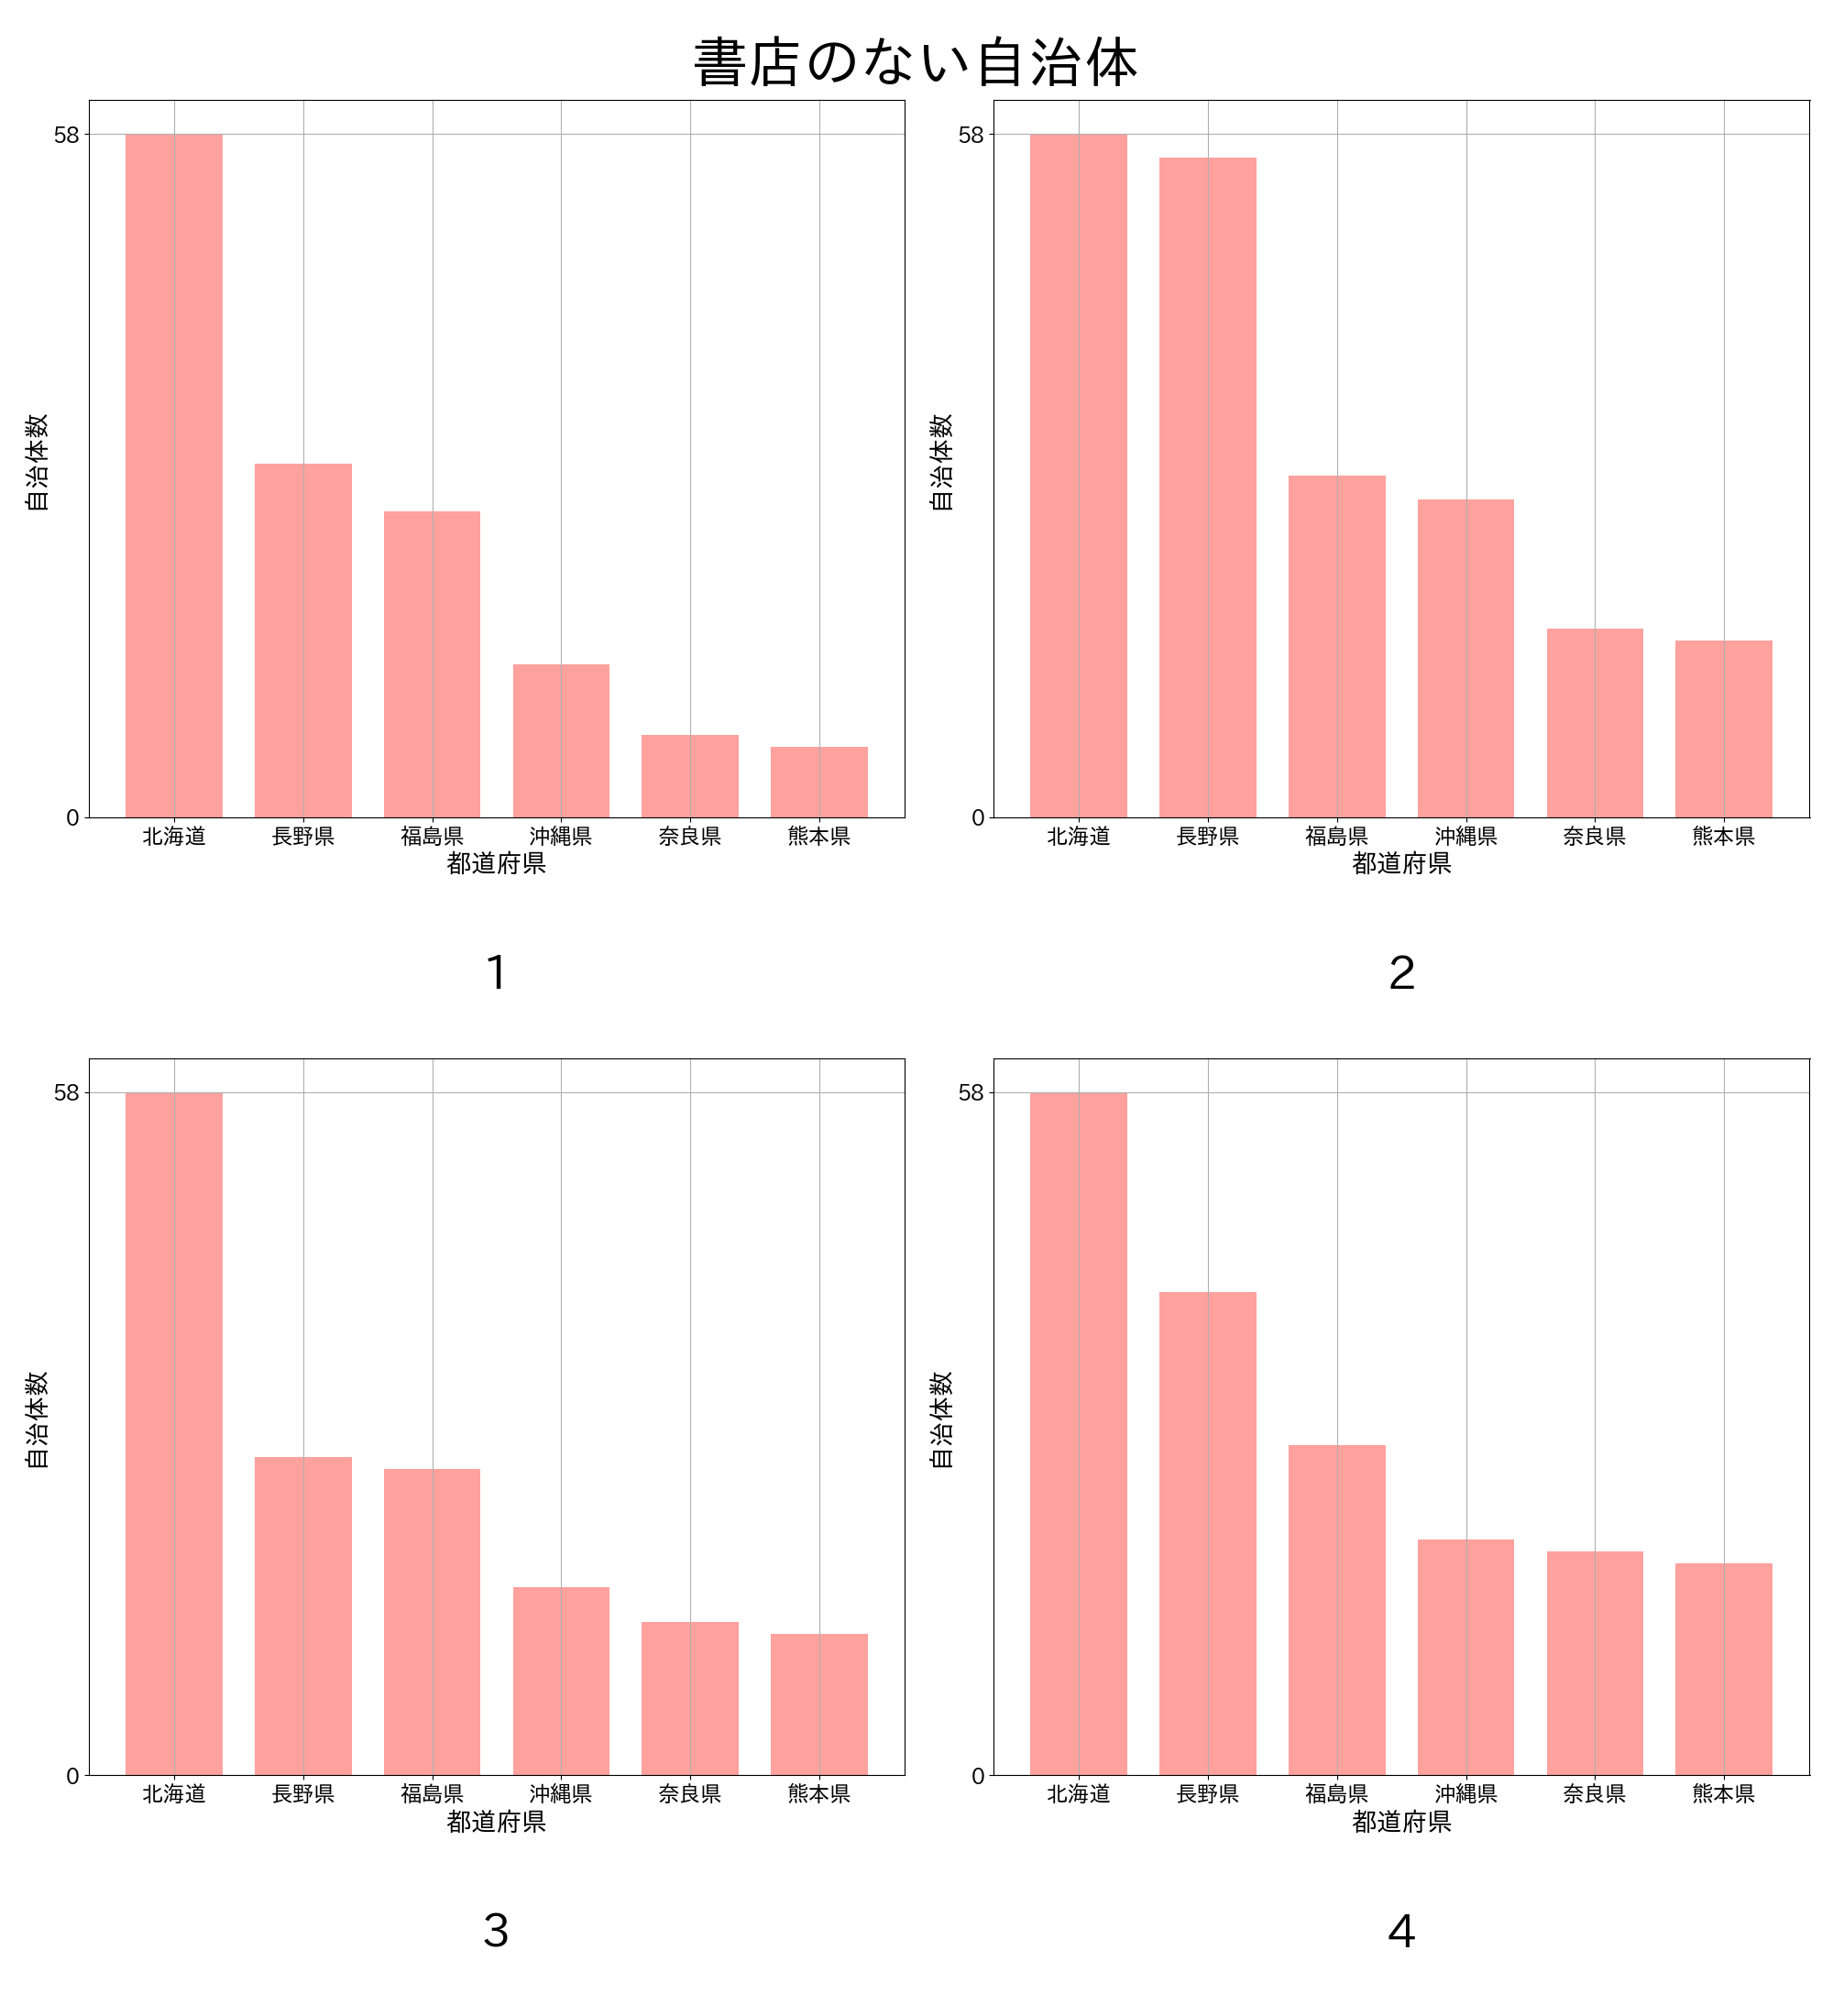 書店のない自治体
58
0
自治体数
北海道 長野県 福島県 沖縄県 奈良県 熊本県
都道府県
1
58
0
自治体数
北海道 長野県 福島県 沖縄県 奈良県 熊本県
都道府県
2
58
0
自治体数
北海道 長野県 福島県 沖縄県 奈良県 熊本県
都道府県
3
58
0
自治体数
北海道 長野県 福島県 沖縄県 奈良県 熊本県
都道府県
4